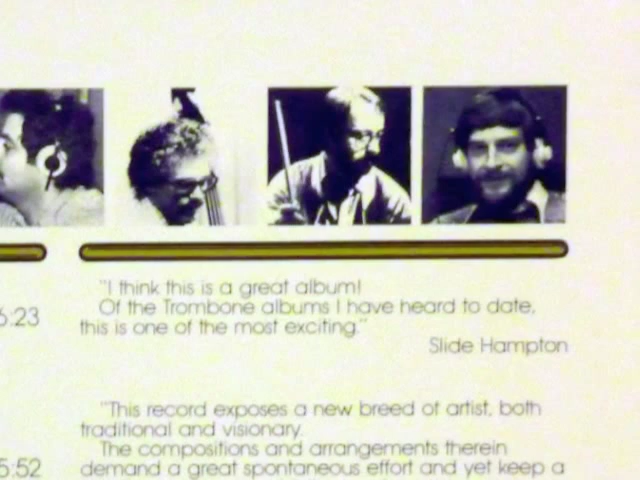 "I think this is a great album!
Of the Trombone albums I have heard to date,
this is one of the most exciting."
Slide Hampton
6:23
"This record exposes a new breed of artist, both
traditional and visionary.
The compositions and arrangements therein
demand a great spontaneous effort and yet keep a
5:52